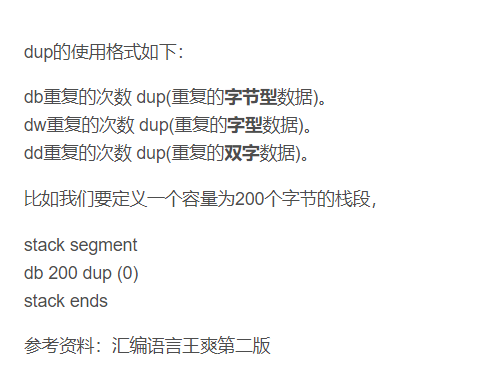 dup的使用格式如下：
db重复的次数 dup(重复的字节型数据)。
dw重复的次数 dup(重复的字型数据)。
dd重复的次数 dup(重复的双字数据)。
比如我们要定义一个容量为200个字节的栈段，
stack segment
db 200 dup (0)
stack ends
参考资料：汇编语言王爽第二版